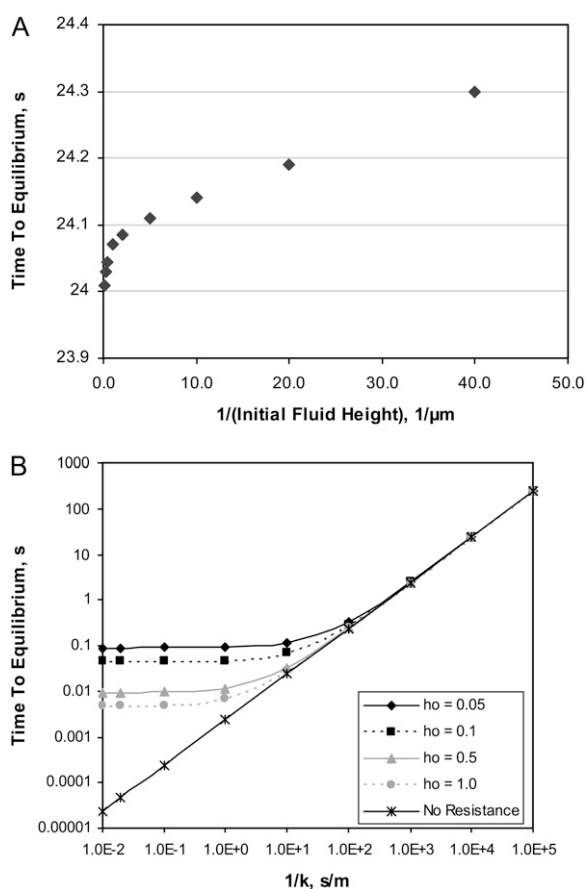 A
24.4
24.3
24.2
24.1
24
23.9
Time To Equilibrium, s
0.0 10.0 20.0 30.0 40.0 50.0
1/(Initial Fluid Height), 1/µm
B
1000
100
10
1
0.1
0.01
0.001
0.0001
0.00001
Time To Equilibrium, s
ho = 0.05
ho = 0.1
ho = 0.5
ho = 1.0
No Resistance
1.0E-2 1.0E-1 1.0E+0 1.0E+1 1.0E+2 1.0E+3 1.0E+4 1.0E+5
1/k, s/m